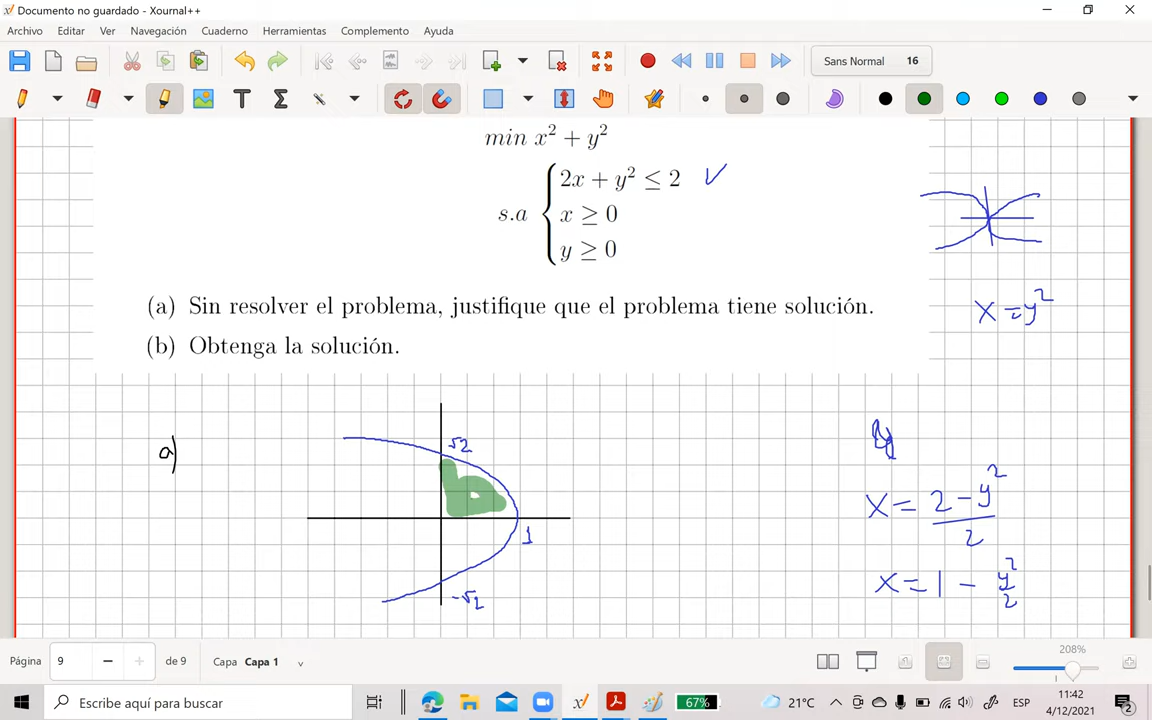 Documento no guardado - Xournal++
Archivo Editar Ver Navegación Cuaderno Herramientas Complemento Ayuda
Sans Normal 16
min x² + y²
2x + y² ≤ 2 ✓
s.a x ≥ 0
y ≥ 0
(a) Sin resolver el problema, justifique que el problema tiene solución.
x = y²
(b) Obtenga la solución.
a)
√2
1
-√2
x = (2 - y²)/2
x = 1 - y²/2
Página 9 de 9 Capa Capa 1
208%
Escribe aquí para buscar
67%
21°C
ESP
11:42
4/12/2021
2